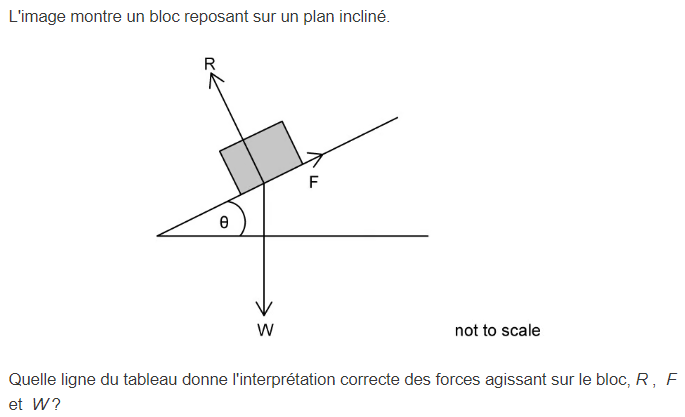 L'image montre un bloc reposant sur un plan incliné.
R
F
θ
W
not to scale
Quelle ligne du tableau donne l'interprétation correcte des forces agissant sur le bloc, R , F
et W?